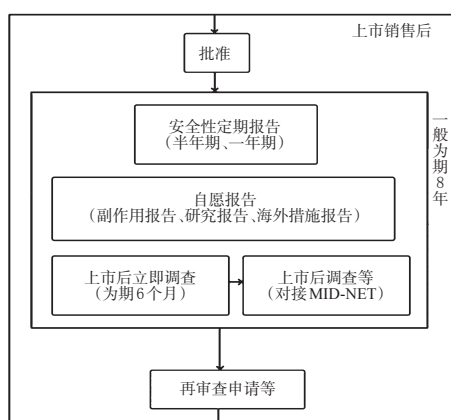 上市销售后
批准
安全性定期报告
(半年期、一年期)
自愿报告
(副作用报告、研究报告、海外措施报告)
上市后立即调查
(为期6个月)
上市后调查等
(对接MID-NET)
一般为期8年
再审查申请等